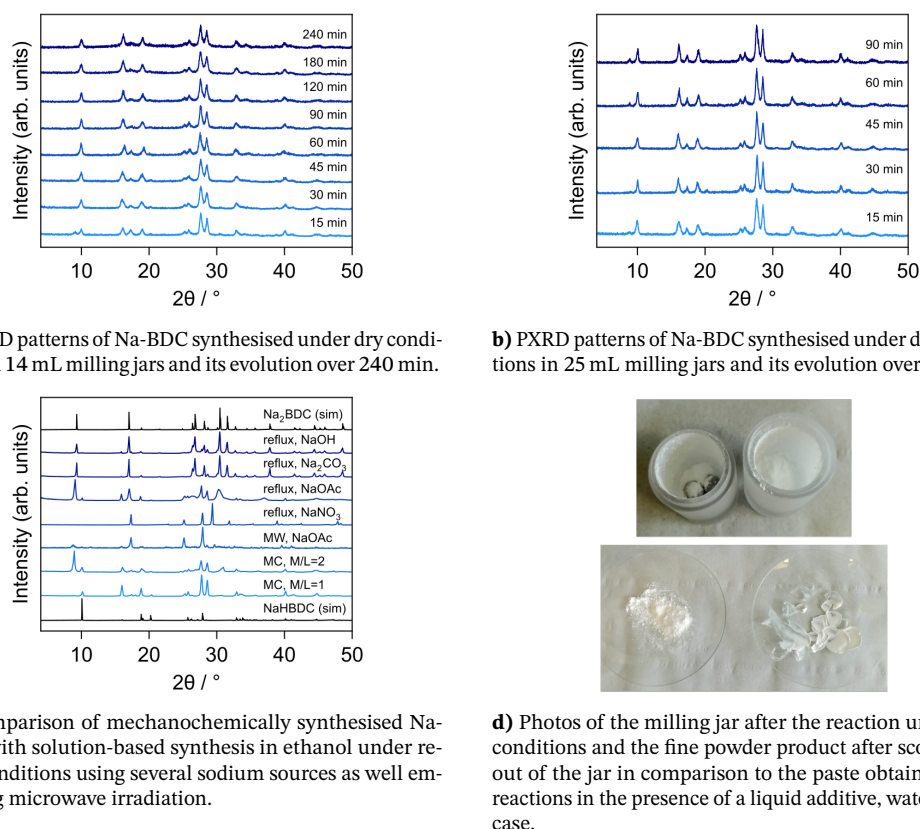 Intensity (arb. units)
240 min
180 min
120 min
90 min
60 min
45 min
30 min
15 min
10 20 30 40 50
2θ / °
Intensity (arb. units)
90 min
60 min
45 min
30 min
15 min
10 20 30 40 50
2θ / °
D patterns of Na-BDC synthesised under dry condi-
14 mL milling jars and its evolution over 240 min.
b) PXRD patterns of Na-BDC synthesised under d
tions in 25 mL milling jars and its evolution over
Intensity (arb. units)
Na₂BDC (sim)
reflux, NaOH
reflux, Na₂CO₃
reflux, NaOAc
reflux, NaNO₃
MW, NaOAc
MC, M/L=2
MC, M/L=1
NaHBDC (sim)
10 20 30 40 50
2θ / °
mparison of mechanochemically synthesised Na-
vith solution-based synthesis in ethanol under re-
nditions using several sodium sources as well em-
g microwave irradiation.
d) Photos of the milling jar after the reaction un
conditions and the fine powder product after sco
out of the jar in comparison to the paste obtain
reactions in the presence of a liquid additive, wate
case.